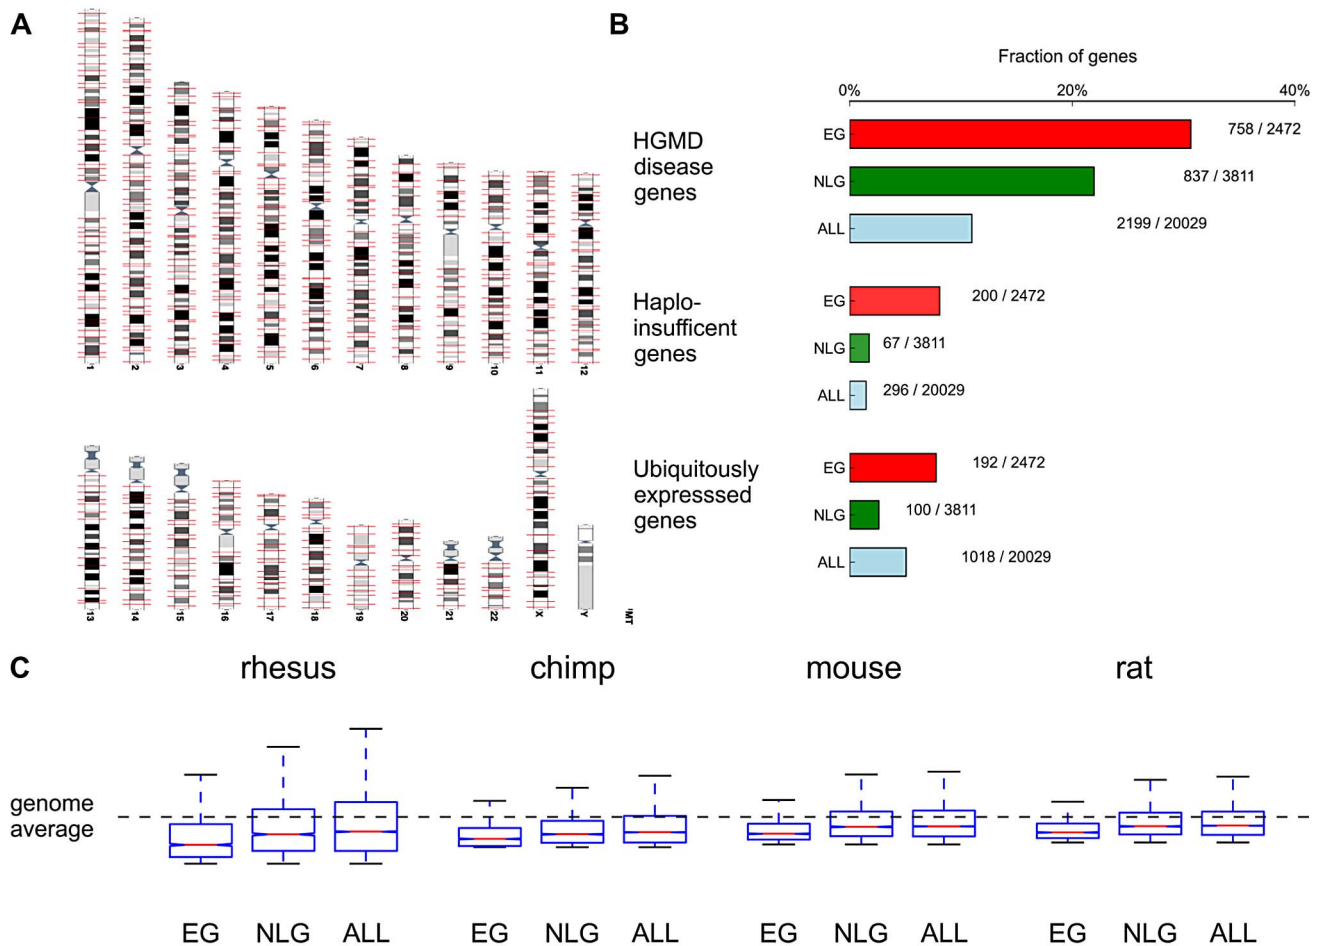 A
1 2 3 4 5 6 7 8 9 10 11 12
13 14 15 16 17 18 19 20 21 22 X Y MT
B
Fraction of genes
0% 20% 40%
HGMD
disease
genes
EG 758 / 2472
NLG 837 / 3811
ALL 2199 / 20029
Haplo-
insufficent
genes
EG 200 / 2472
NLG 67 / 3811
ALL 296 / 20029
Ubiquitously
expresssed
genes
EG 192 / 2472
NLG 100 / 3811
ALL 1018 / 20029
C
rhesus chimp mouse rat
genome
average
EG NLG ALL EG NLG ALL EG NLG ALL EG NLG ALL